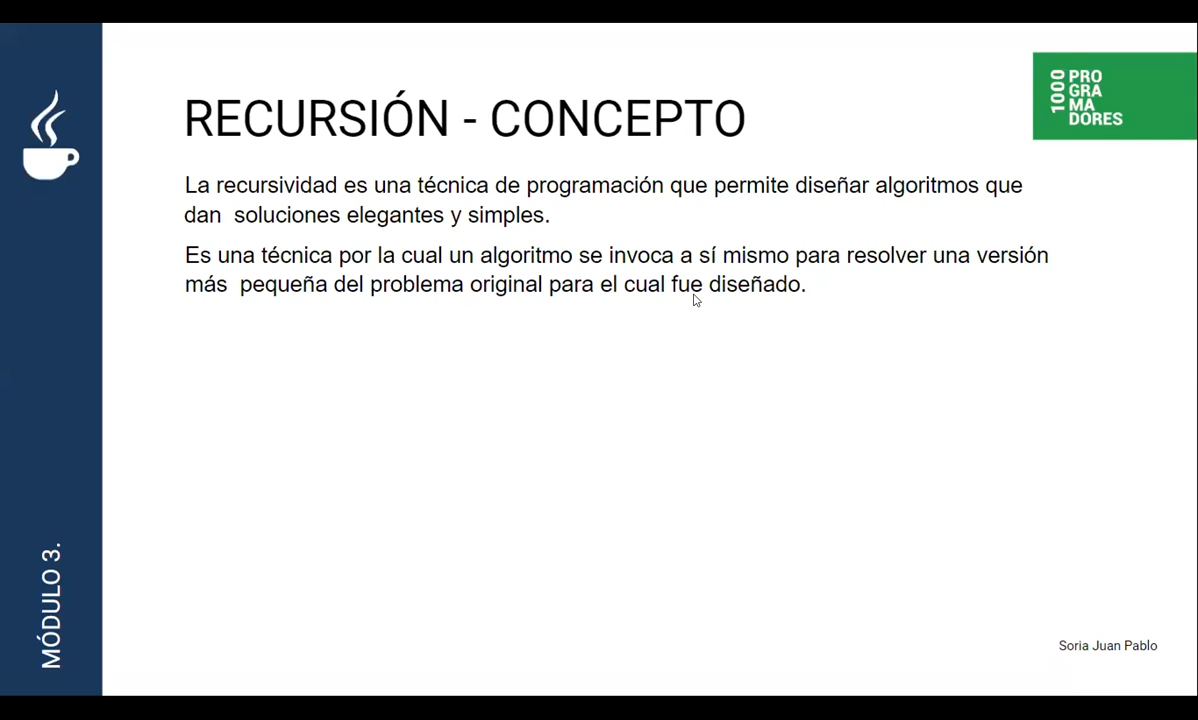 RECURSIÓN - CONCEPTO
1000
PRO
GRA
MA
DORES
La recursividad es una técnica de programación que permite diseñar algoritmos que
dan  soluciones elegantes y simples.
Es una técnica por la cual un algoritmo se invoca a sí mismo para resolver una versión
más  pequeña del problema original para el cual fue diseñado.
MÓDULO 3.
Soria Juan Pablo